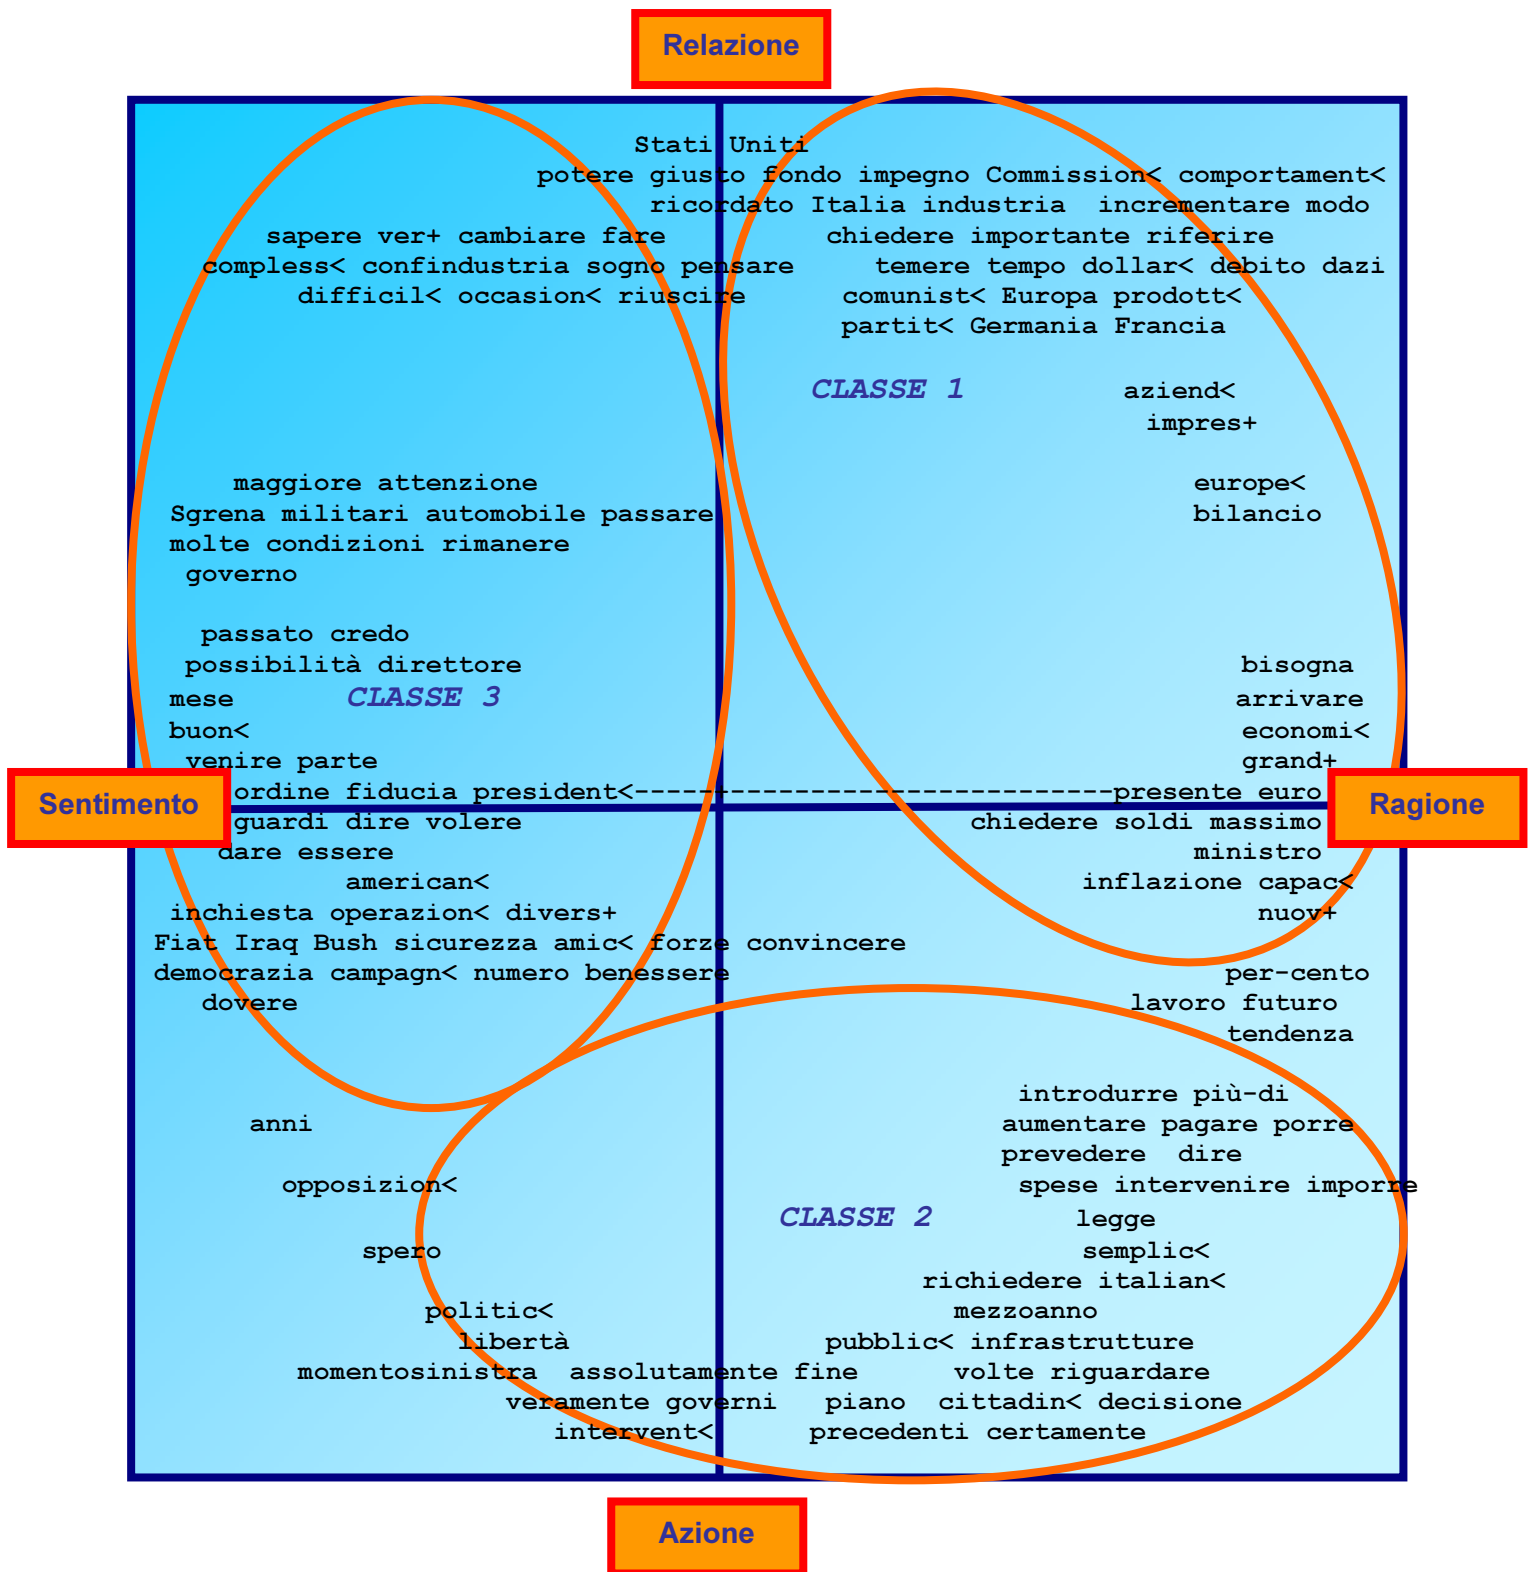 Relazione
Stati Uniti
potere giusto fondo impegno Commission< comportament<
ricordato Italia industria incrementare modo
sapere ver+ cambiare fare chiedere importante riferire
compless< confindustria sogno pensare temere tempo dollar< debito dazi
difficil< occasion< riuscire comunist< Europa prodott<
partit< Germania Francia
CLASSE 1 aziend<
impres+
maggiore attenzione europe<
Sgrena militari automobile passare bilancio
molte condizioni rimanere
governo
passato credo
possibilità direttore bisogna
mese CLASSE 3 arrivare
buon< economi<
venire parte grand+
Sentimento ordine fiducia president<------------------------------presente euro Ragione
guardi dire volere chiedere soldi massimo
dare essere ministro
american< inflazione capac<
inchiesta operazion< divers+ nuov+
Fiat Iraq Bush sicurezza amic< forze convincere
democrazia campagn< numero benessere per-cento
dovere lavoro futuro
tendenza
introdurre più-di
anni aumentare pagare porre
prevedere dire
opposizion< spese intervenire imporre
CLASSE 2 legge
spero semplic<
richiedere italian<
politic< mezzoanno
libertà pubblic< infrastrutture
momentosinistra assolutamente fine volte riguardare
veramente governi piano cittadin< decisione
intervent< precedenti certamente
Azione